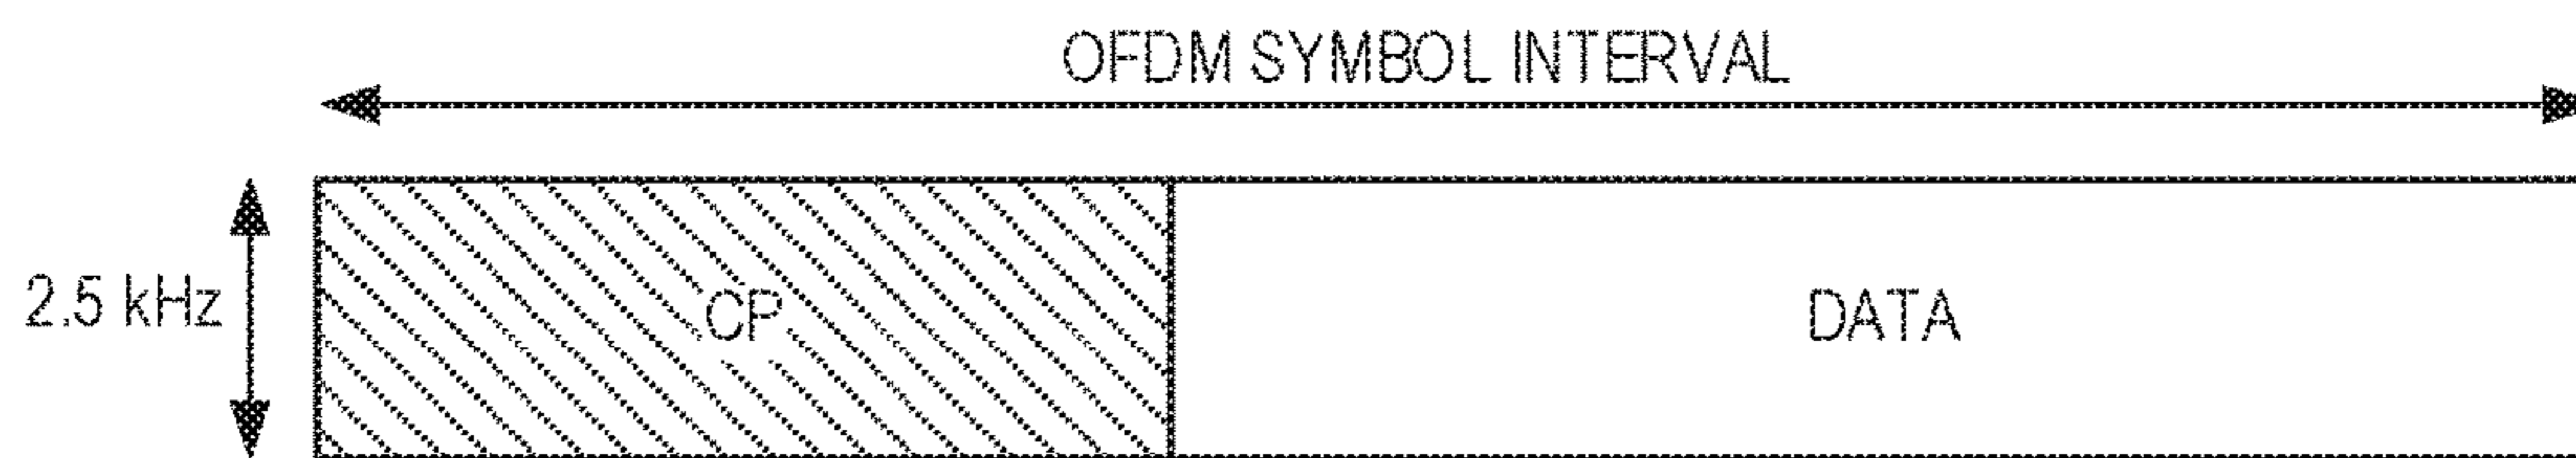 OFDM SYMBOL INTERVAL
2.5 kHz
CP
DATA